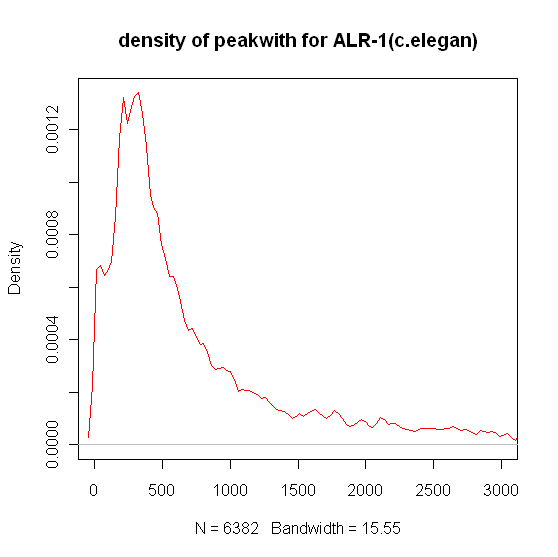 density of peakwith for ALR-1(c.elegan)
Density
0.0012
0.0008
0.0004
0.0000
0 500 1000 1500 2000 2500 3000
N = 6382 Bandwidth = 15.55